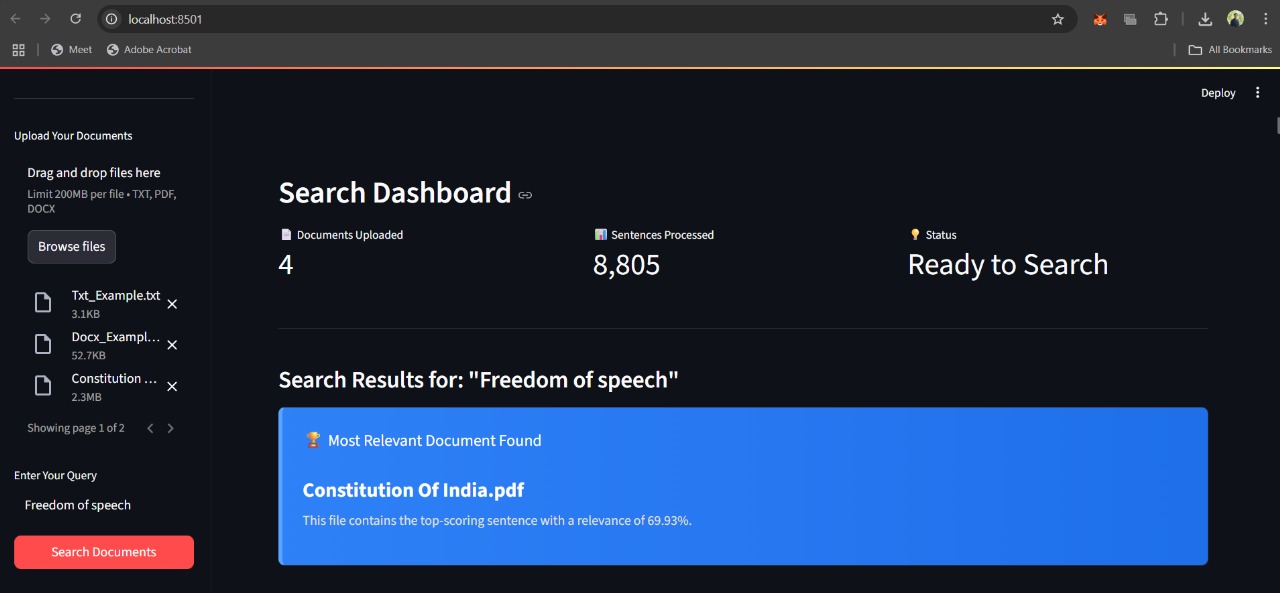 localhost:8501
Meet
Adobe Acrobat
All Bookmarks
Deploy
Upload Your Documents
Drag and drop files here
Limit 200MB per file • TXT, PDF,
DOCX
Browse files
Txt_Example.txt
3.1KB
Docx_Exampl...
52.7KB
Constitution ...
2.3MB
Showing page 1 of 2
Enter Your Query
Freedom of speech
Search Documents
Search Dashboard
Documents Uploaded
4
Sentences Processed
8,805
Status
Ready to Search
Search Results for: "Freedom of speech"
Most Relevant Document Found
Constitution Of India.pdf
This file contains the top-scoring sentence with a relevance of 69.93%.